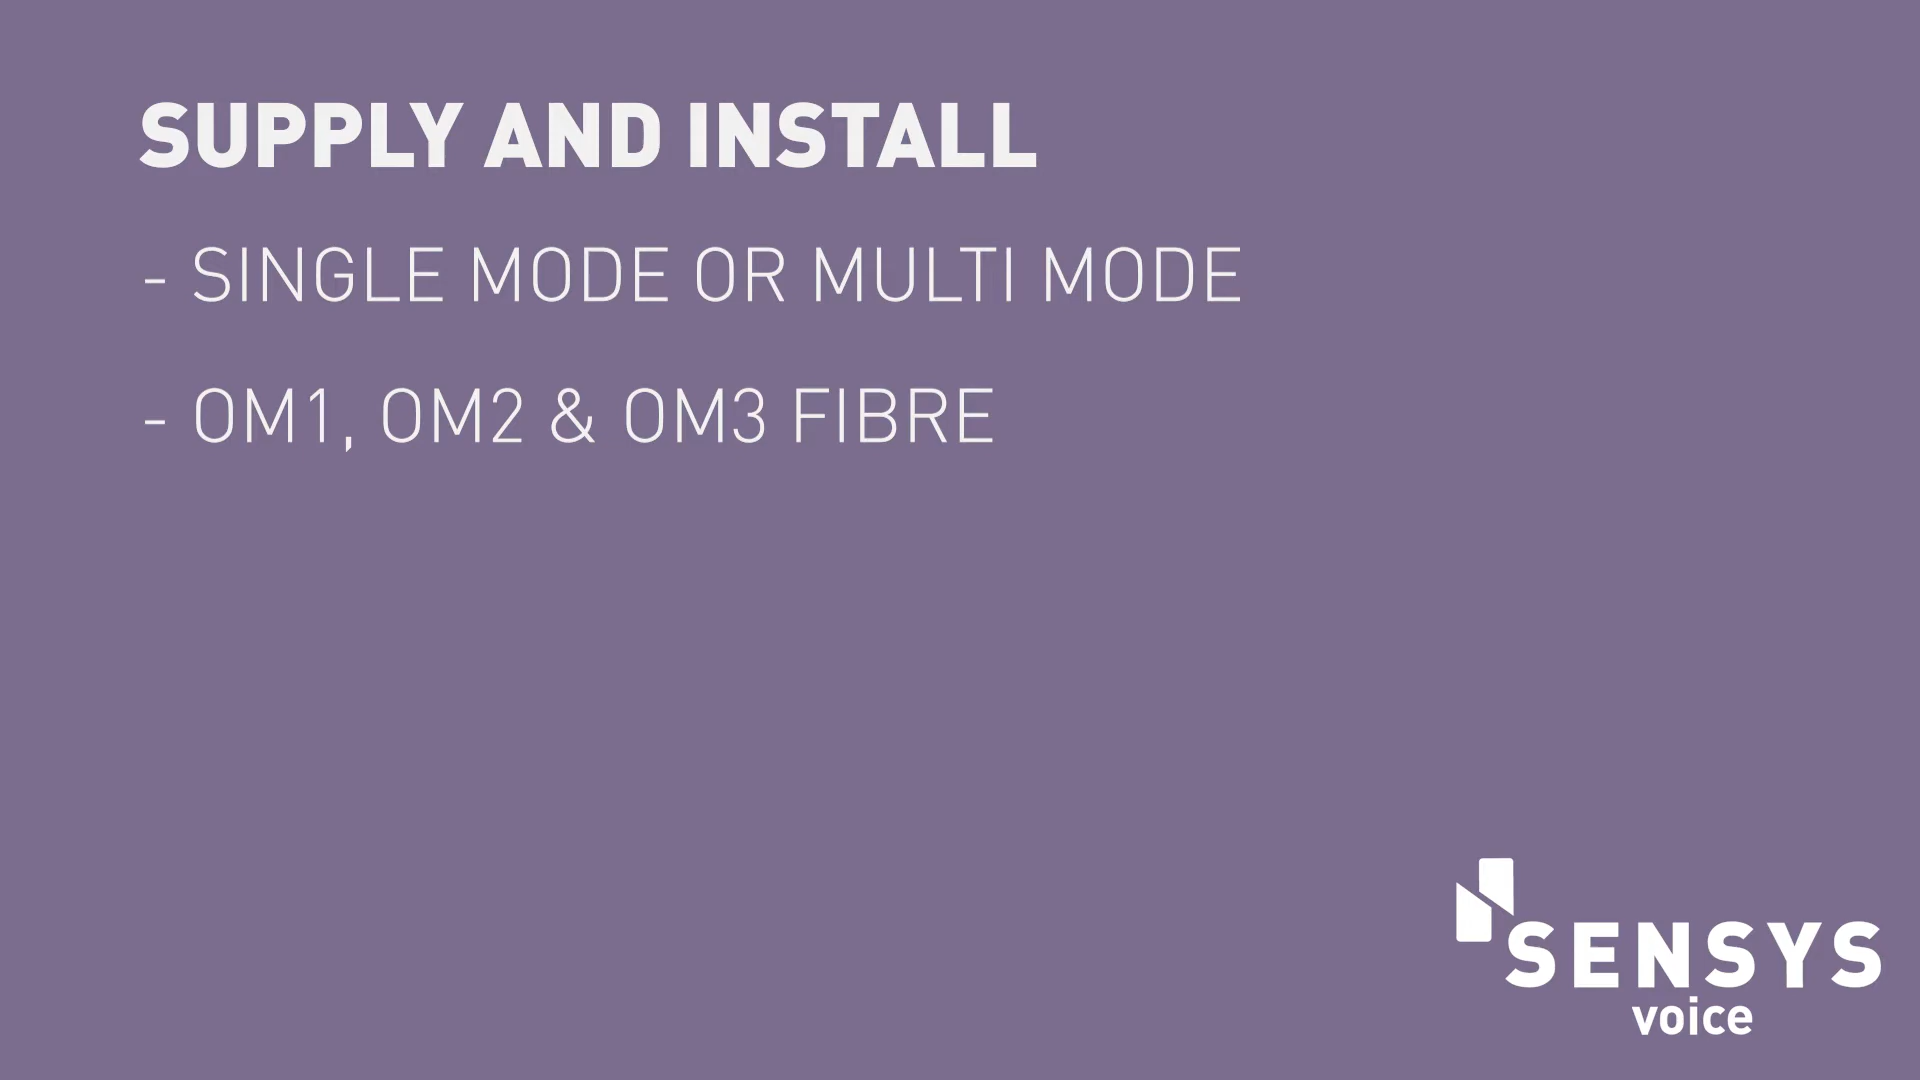 SUPPLY AND INSTALL
- SINGLE MODE OR MULTI MODE
- OM1, OM2 & OM3 FIBRE
SENSYS
voice